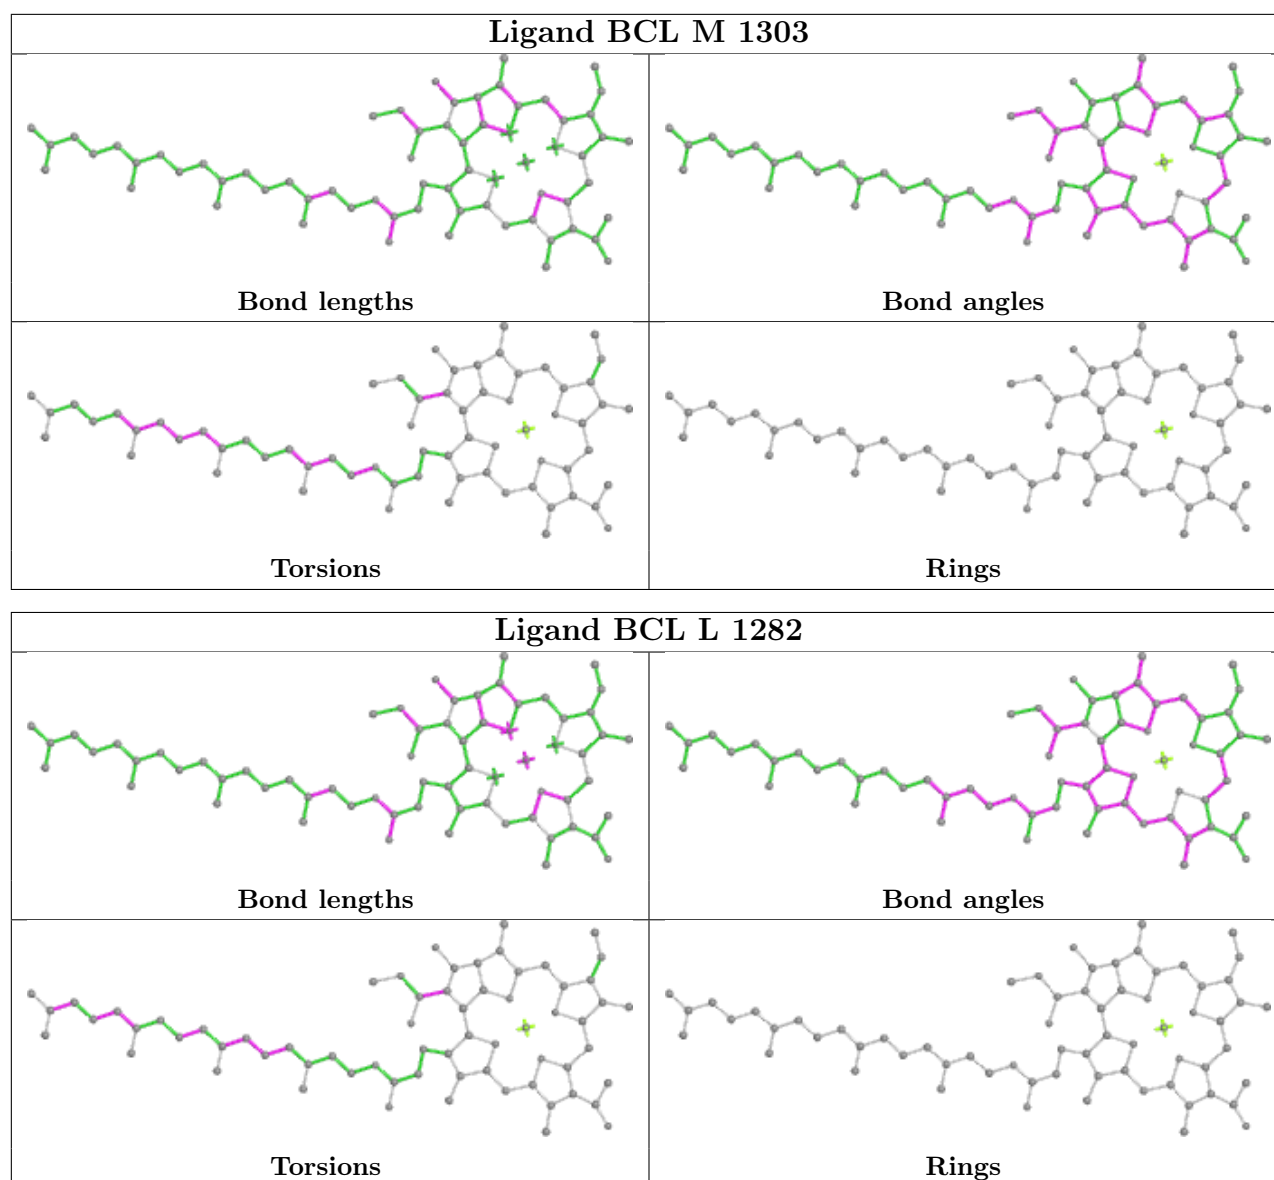 Ligand BCL M 1303
Bond lengths
Bond angles
Torsions
Rings
Ligand BCL L 1282
Bond lengths
Bond angles
Torsions
Rings